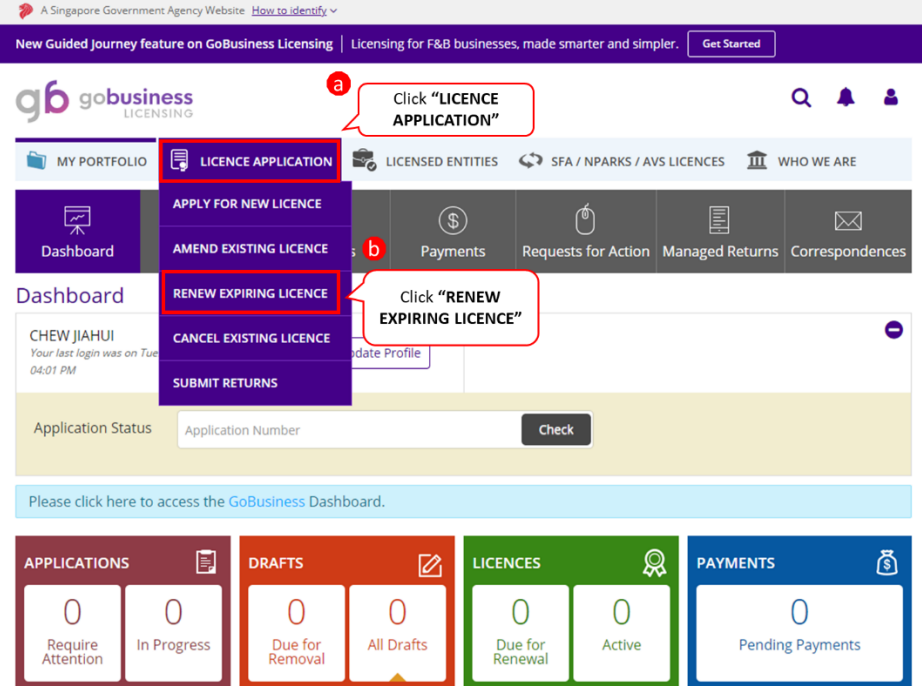 A Singapore Government Agency Website How to identify
New Guided Journey feature on GoBusiness Licensing | Licensing for F&B businesses, made smarter and simpler. Get Started
a
Click “LICENCE
APPLICATION”
gb gobusiness
LICENSING
MY PORTFOLIO LICENCE APPLICATION LICENSED ENTITIES SFA / NPARKS / AVS LICENCES WHO WE ARE
APPLY FOR NEW LICENCE
AMEND EXISTING LICENCE
RENEW EXPIRING LICENCE
CANCEL EXISTING LICENCE
SUBMIT RETURNS
Dashboard s b Payments Requests for Action Managed Returns Correspondences
Click “RENEW
EXPIRING LICENCE”
Dashboard
CHEW JIAHUI
Your last login was on Tue
04:01 PM
pdate Profile
Application Status Application Number Check
Please click here to access the GoBusiness Dashboard.
APPLICATIONS
0 0
Require
Attention
In Progress
DRAFTS
0 0
Due for
Removal
All Drafts
LICENCES
0 0
Due for
Renewal
Active
PAYMENTS
0
Pending Payments